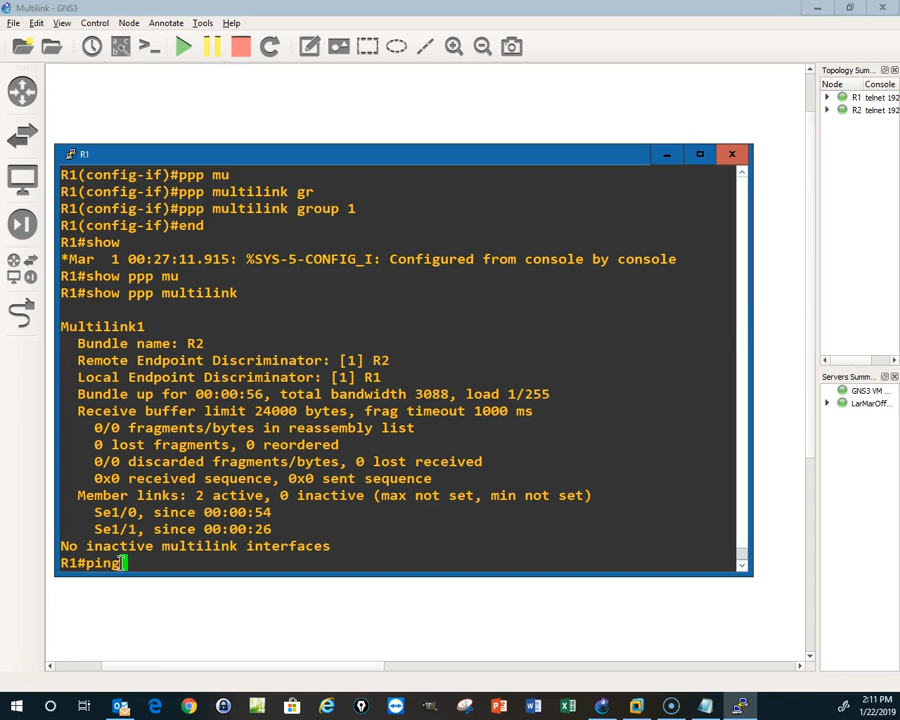 Multilink - GNS3
File Edit View Control Node Annotate Tools Help
Topology Sum...
Node Console
R1 telnet 192
R2 telnet 192
R1
R1(config-if)#ppp mu
R1(config-if)#ppp multilink gr
R1(config-if)#ppp multilink group 1
R1(config-if)#end
R1#show
*Mar  1 00:27:11.915: %SYS-5-CONFIG_I: Configured from console by console
R1#show ppp mu
R1#show ppp multilink
Multilink1
Bundle name: R2
Remote Endpoint Discriminator: [1] R2
Local Endpoint Discriminator: [1] R1
Bundle up for 00:00:56, total bandwidth 3088, load 1/255
Receive buffer limit 24000 bytes, frag timeout 1000 ms
0/0 fragments/bytes in reassembly list
0 lost fragments, 0 reordered
0/0 discarded fragments/bytes, 0 lost received
0x0 received sequence, 0x0 sent sequence
Member links: 2 active, 0 inactive (max not set, min not set)
Se1/0, since 00:00:54
Se1/1, since 00:00:26
No inactive multilink interfaces
R1#ping
Servers Summ...
GNS3 VM ...
LarMarOff...
2:11 PM
1/22/2019